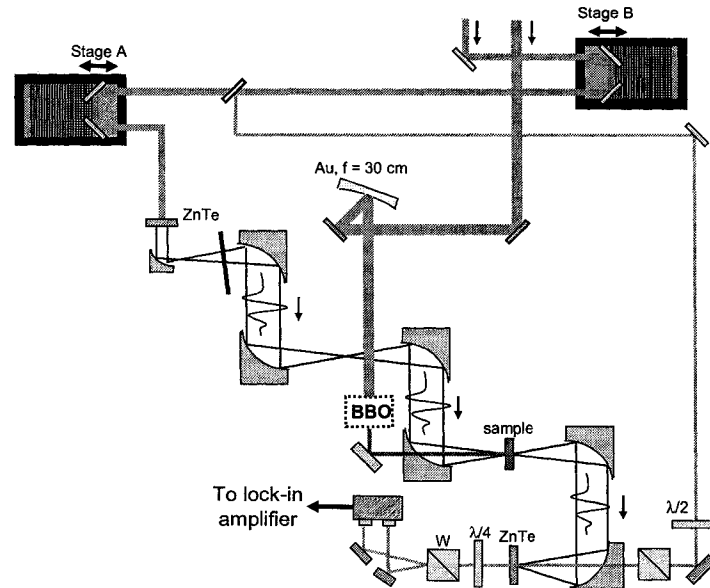 Stage B
Stage A
Au, f = 30 cm
ZnTe
BBO
sample
To lock-in
amplifier
W
λ/4
ZnTe
λ/2